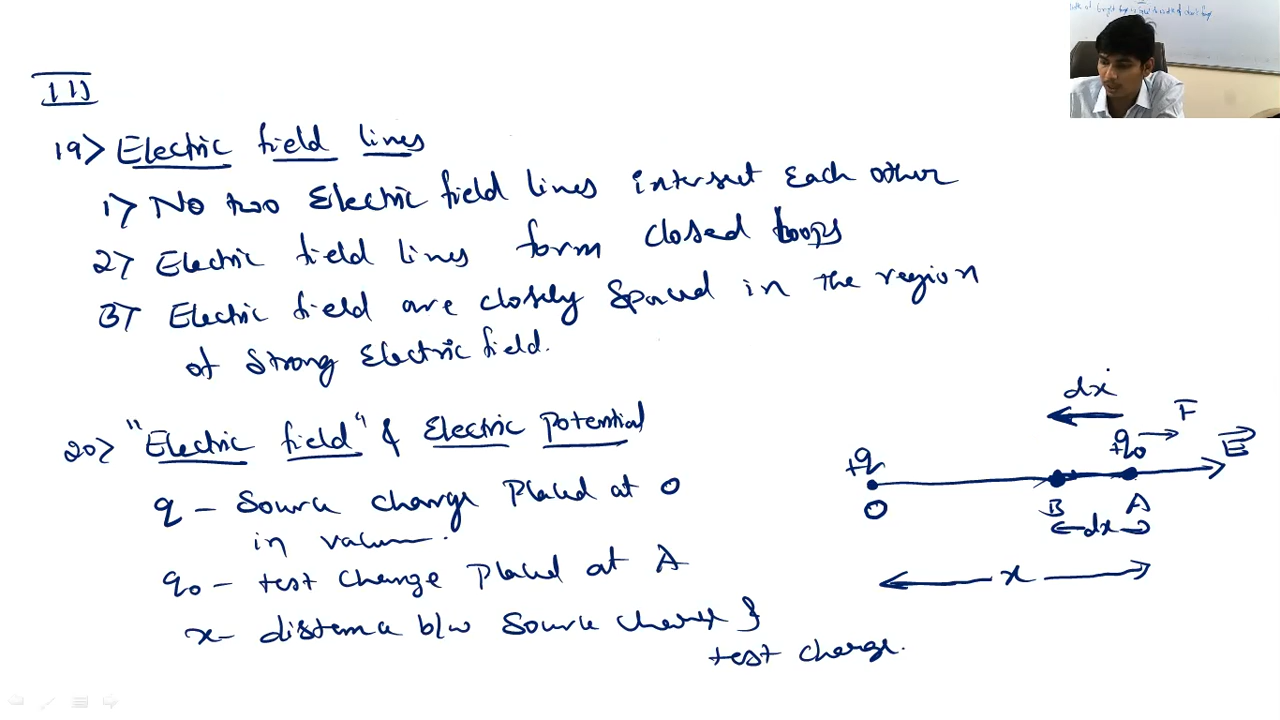 III
19> Electric field lines
1> No two Electric field lines intersect Each other
2> Electric field lines form closed loops
3> Electric field are closely spaced in the region
of strong Electric field.
20> "Electric field" & Electric Potential
q - Source charge Placed at O
in vacuum.
q₀ - test charge Placed at A
x - distance b/w Source charge &
test charge.
dx
F
+q +q₀ E
O B A
dx
x